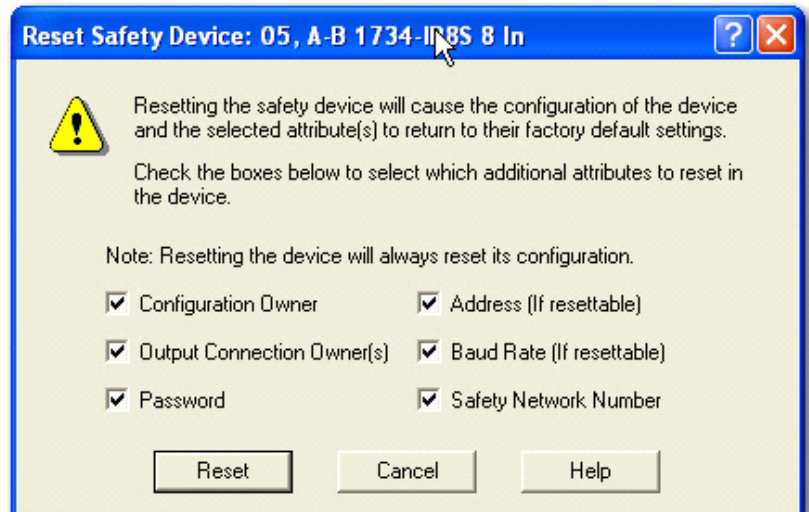 Reset Safety Device: 05, A-B 1734-IB8S 8 In
Resetting the safety device will cause the configuration of the device
and the selected attribute(s) to return to their factory default settings.
Check the boxes below to select which additional attributes to reset in
the device.
Note: Resetting the device will always reset its configuration.
Configuration Owner
Address (If resettable)
Output Connection Owner(s)
Baud Rate (If resettable)
Password
Safety Network Number
Reset
Cancel
Help